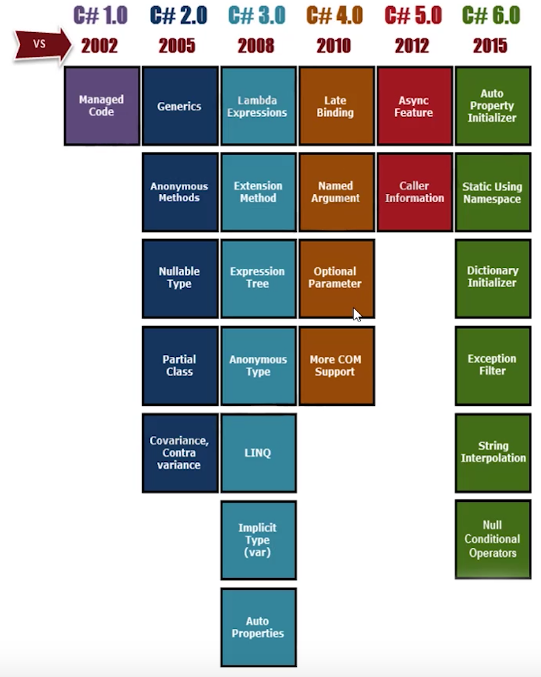 C# 1.0 C# 2.0 C# 3.0 C# 4.0 C# 5.0 C# 6.0
VS 2002 2005 2008 2010 2012 2015
Managed
Code
Generics
Lambda
Expressions
Late
Binding
Async
Feature
Auto
Property
Initializer
Anonymous
Methods
Extension
Method
Named
Argument
Caller
Information
Static Using
Namespace
Nullable
Type
Expression
Tree
Optional
Parameter
Dictionary
Initializer
Partial
Class
Anonymous
Type
More COM
Support
Exception
Filter
Covariance,
Contra
variance
LINQ
String
Interpolation
Implicit
Type
(var)
Null
Conditional
Operators
Auto
Properties